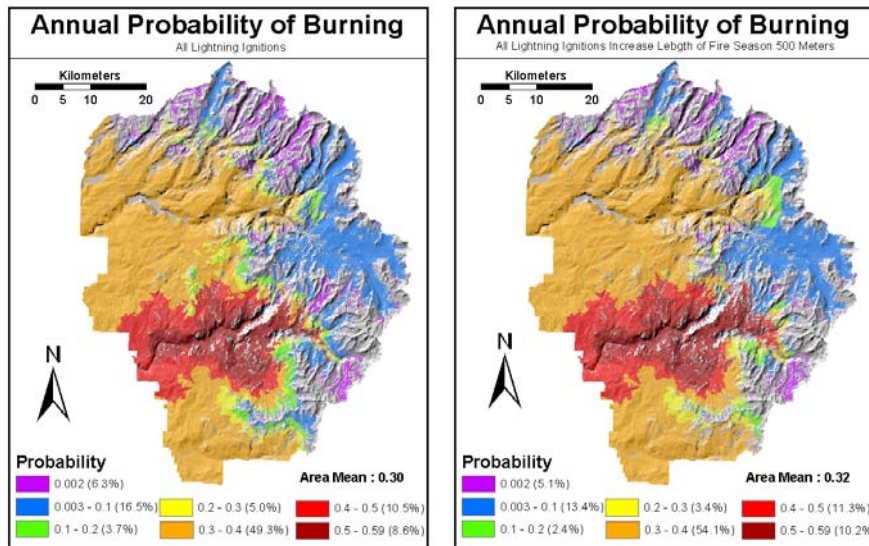 Annual Probability of Burning
All Lightning Ignitions
Kilometers
0 5 10 20
N
Probability
Area Mean : 0.30
0.002 (6.3%)
0.003 - 0.1 (16.5%)
0.1 - 0.2 (3.7%)
0.2 - 0.3 (5.0%)
0.3 - 0.4 (49.3%)
0.4 - 0.5 (10.5%)
0.5 - 0.59 (8.6%)
Annual Probability of Burning
All Lightning Ignitions Increase Lebgth of Fire Season 500 Meters
Kilometers
0 5 10 20
N
Probability
Area Mean : 0.32
0.002 (5.1%)
0.003 - 0.1 (13.4%)
0.1 - 0.2 (2.4%)
0.2 - 0.3 (3.4%)
0.3 - 0.4 (54.1%)
0.4 - 0.5 (11.3%)
0.5 - 0.59 (10.2%)